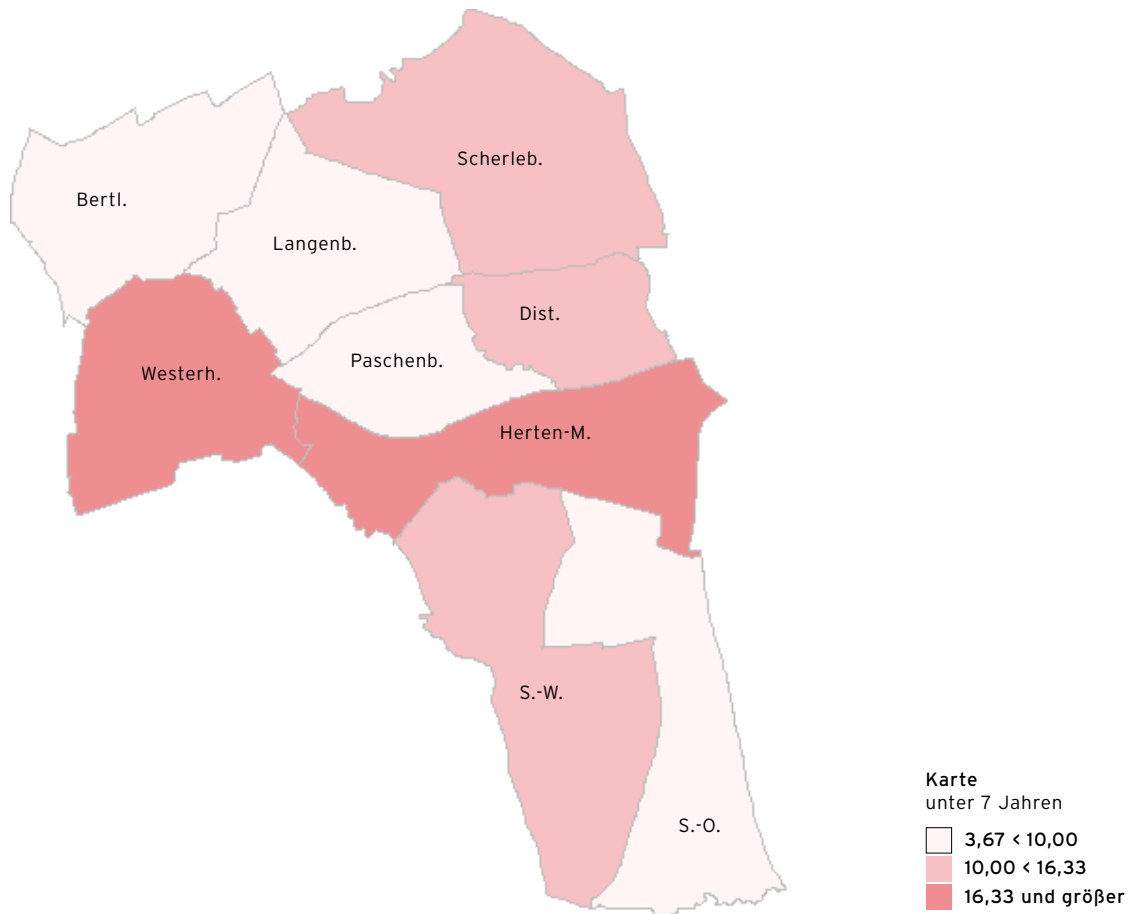 Scherleb.
Bertl.
Langenb.
Dist.
Paschenb.
Westerh.
Herten-M.
S.-W.
S.-O.
Karte
unter 7 Jahren
3,67 < 10,00
10,00 < 16,33
16,33 und größer